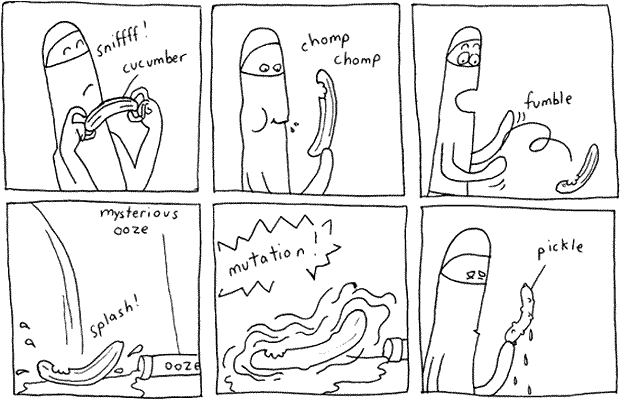 sniffff!
cucumber
chomp
chomp
fumble
mysterious
ooze
splash!
ooze
mutation!!
pickle